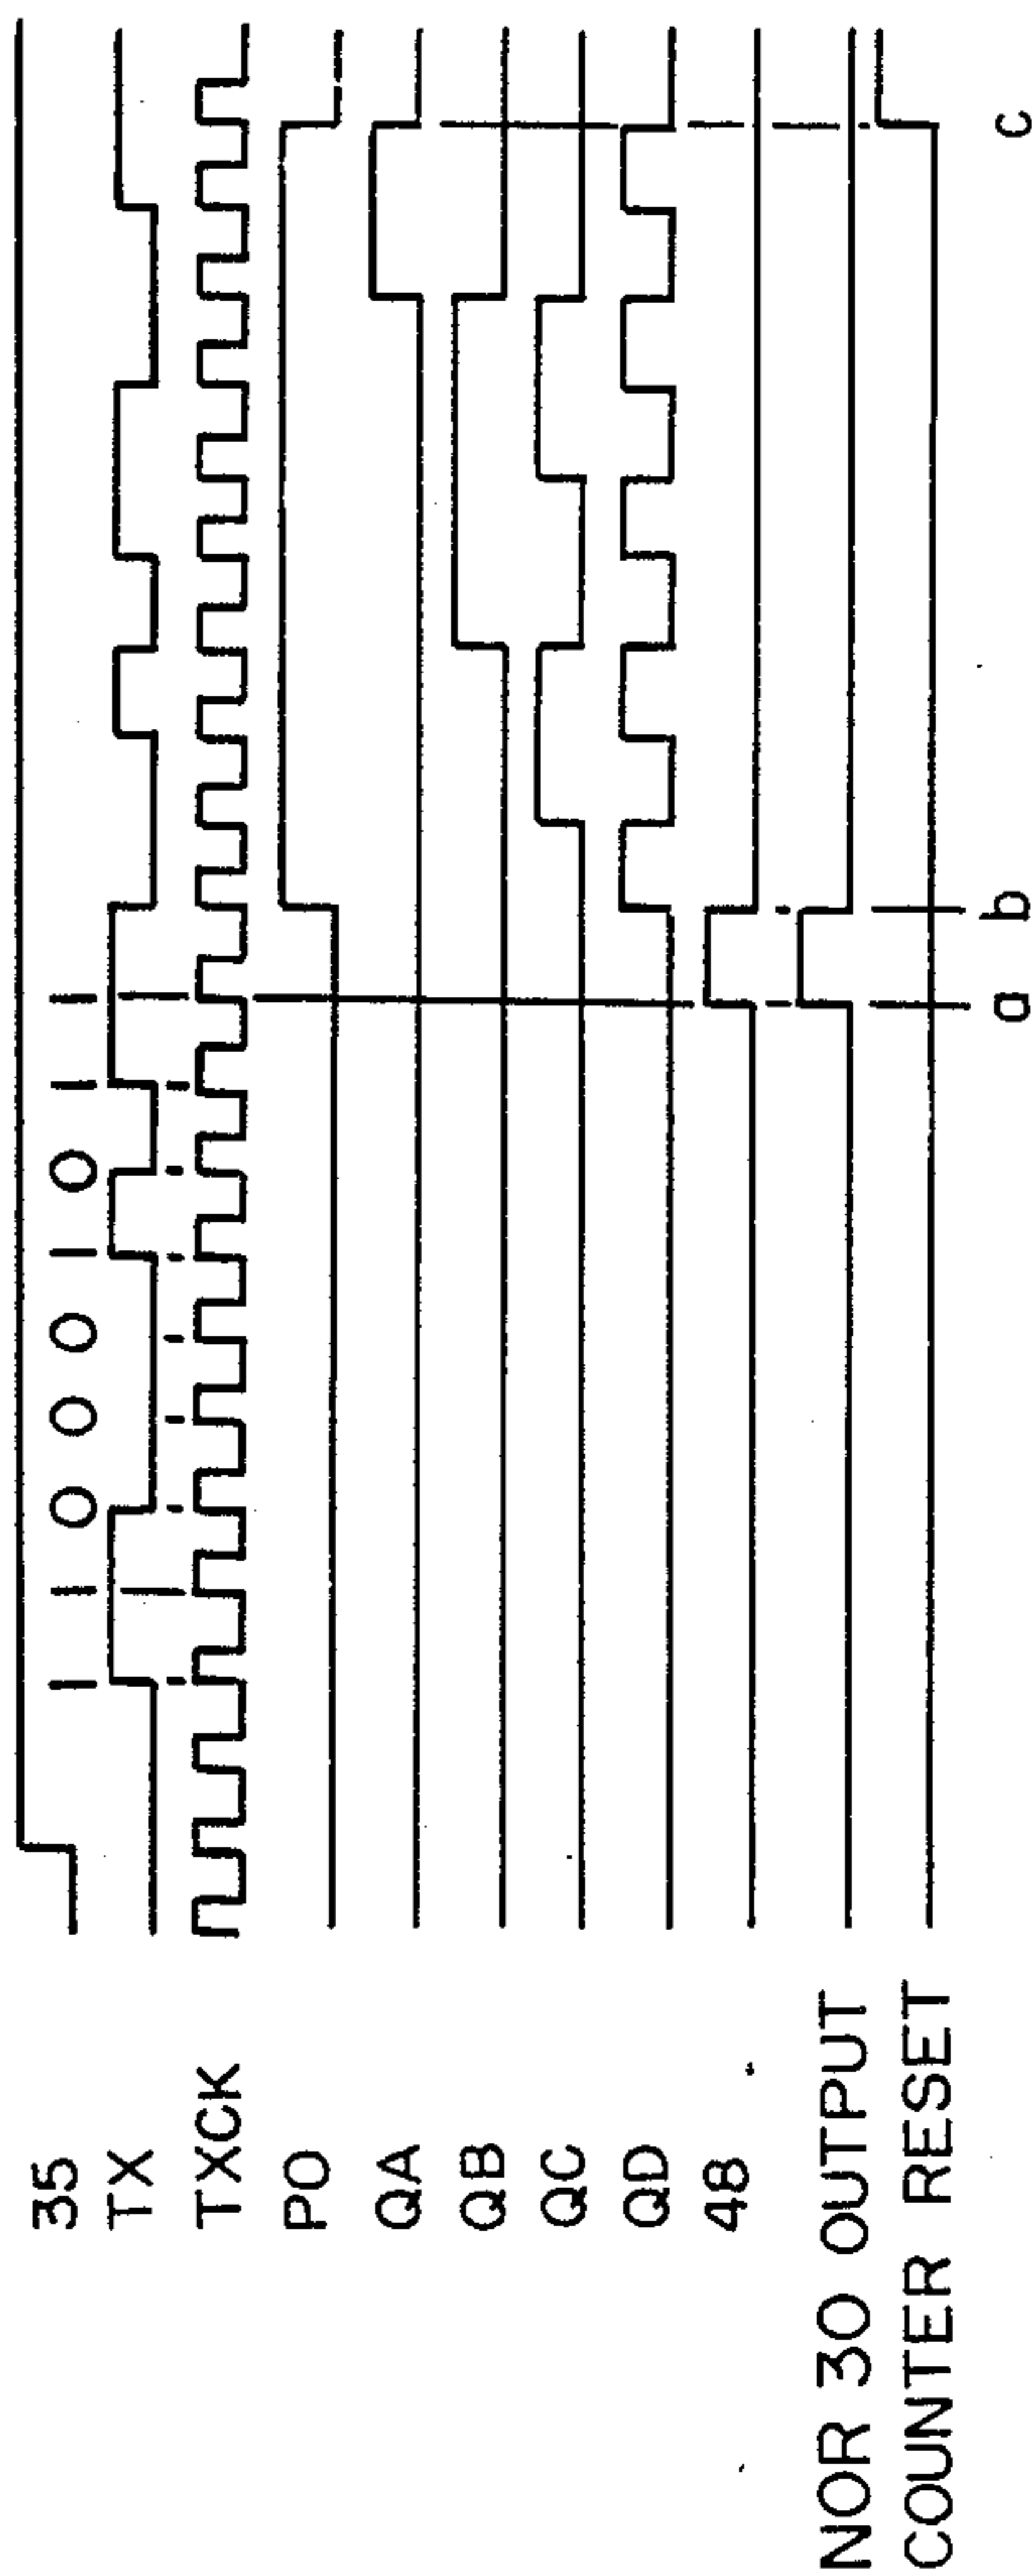 35
1 1 0 0 0 1 0 1 1
TX
TXCK
PO
QA
QB
QC
QD
48
NOR 30 OUTPUT
COUNTER RESET
a b c